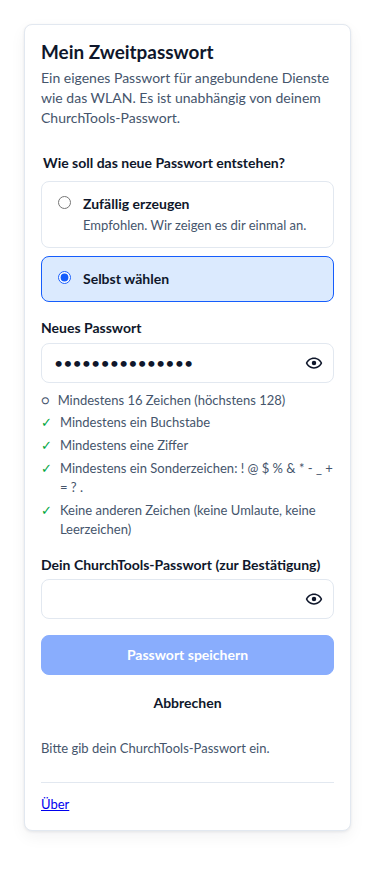 Mein Zweitpasswort
Ein eigenes Passwort für angebundene Dienste
wie das WLAN. Es ist unabhängig von deinem
ChurchTools-Passwort.
Wie soll das neue Passwort entstehen?
Zufällig erzeugen
Empfohlen. Wir zeigen es dir einmal an.
Selbst wählen
Neues Passwort
●●●●●●●●●●●●●●●
Mindestens 16 Zeichen (höchstens 128)
✓ Mindestens ein Buchstabe
✓ Mindestens eine Ziffer
✓ Mindestens ein Sonderzeichen: ! @ $ % & * - _ +
= ? .
✓ Keine anderen Zeichen (keine Umlaute, keine
Leerzeichen)
Dein ChurchTools-Passwort (zur Bestätigung)
Passwort speichern
Abbrechen
Bitte gib dein ChurchTools-Passwort ein.
Über